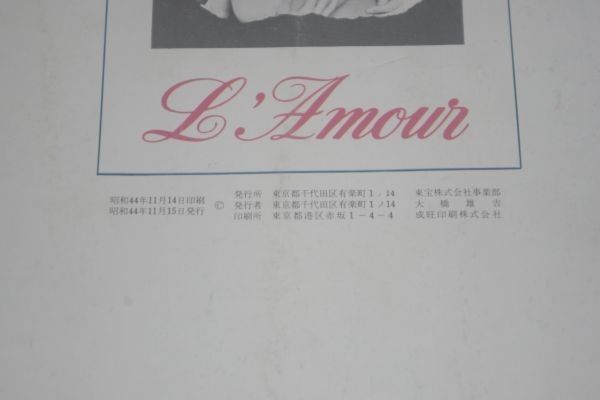 L'Amour
昭和44年11月14日印刷
昭和44年11月15日発行
©
発行所 東京都千代田区有楽町1ノ14 東宝株式会社事業部
発行者 東京都千代田区有楽町1ノ14 大橋雄吉
印刷所 東京都港区赤坂1－4－4 成旺印刷株式会社